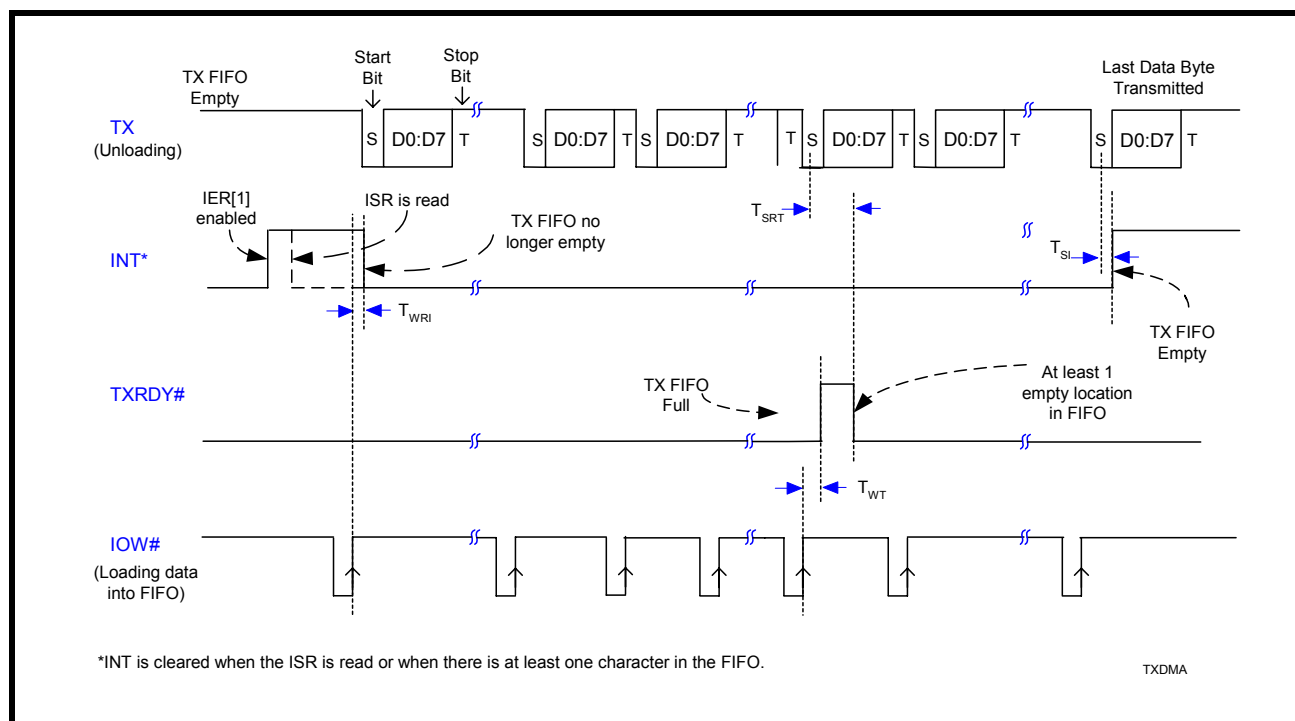 Start
Bit
Stop
Bit
TX FIFO
Empty
Last Data Byte
Transmitted
TX
(Unloading)
S D0:D7 T S D0:D7 T S D0:D7 T T S D0:D7 T S D0:D7 T S D0:D7 T
IER[1]
enabled
ISR is read
TX FIFO no
longer empty
TSRT
INT*
TSI
TWRI
TX FIFO
Empty
TXRDY#
TX FIFO
Full
At least 1
empty location
in FIFO
TWT
IOW#
(Loading data
into FIFO)
*INT is cleared when the ISR is read or when there is at least one character in the FIFO.
TXDMA